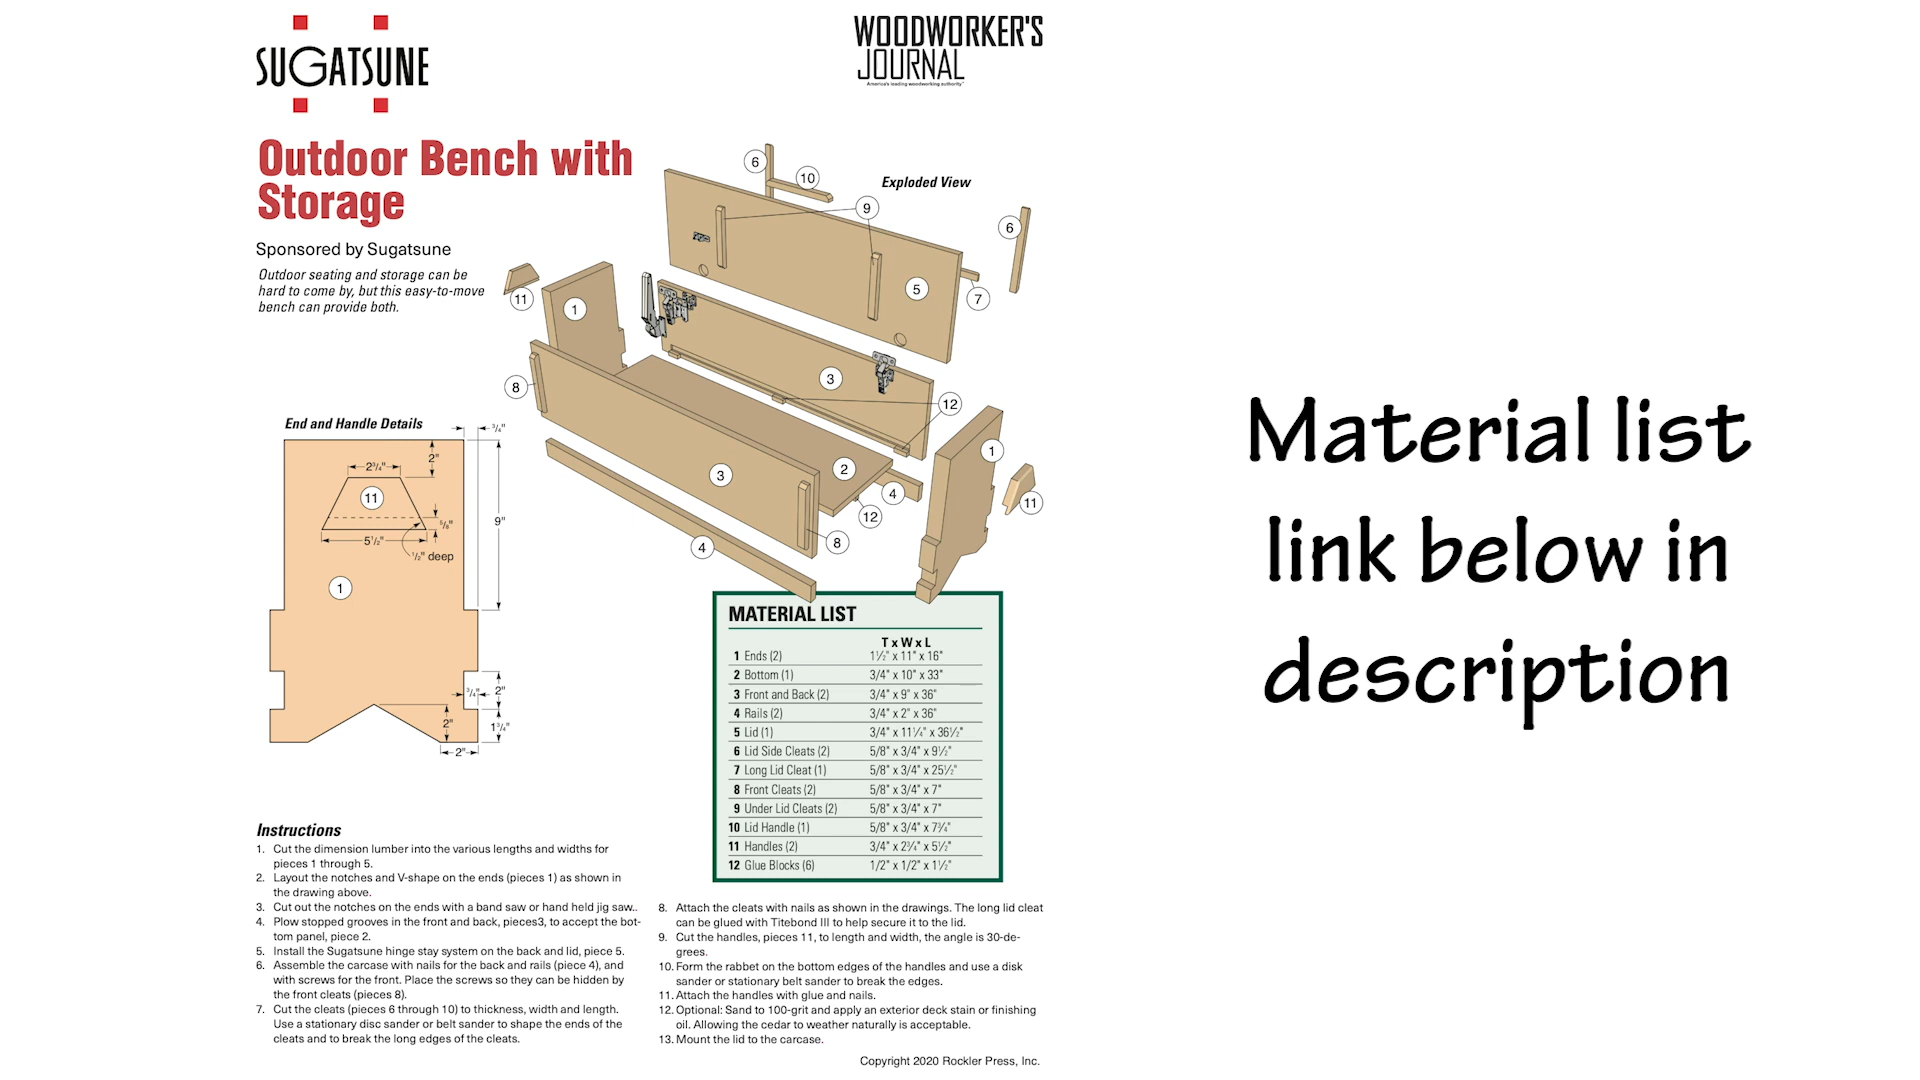 SUGATSUNE
WOODWORKER'S
JOURNAL
America's leading woodworking authority™
Outdoor Bench with
Storage
Sponsored by Sugatsune
Outdoor seating and storage can be
hard to come by, but this easy-to-move
bench can provide both.
Exploded View
6
10
9
6
11
1
5
7
8
3
12
1
2
3
4
11
12
8
4
End and Handle Details
3/4"
2"
2 3/4"
11
5/8"
9"
5 1/2"
1/2" deep
1
3/4"
2"
2"
1 3/4"
2"
MATERIAL LIST
T x W x L
1 Ends (2) 1 1/2" x 11" x 16"
2 Bottom (1) 3/4" x 10" x 33"
3 Front and Back (2) 3/4" x 9" x 36"
4 Rails (2) 3/4" x 2" x 36"
5 Lid (1) 3/4" x 11 1/4" x 36 1/2"
6 Lid Side Cleats (2) 5/8" x 3/4" x 9 1/2"
7 Long Lid Cleat (1) 5/8" x 3/4" x 25 1/2"
8 Front Cleats (2) 5/8" x 3/4" x 7"
9 Under Lid Cleats (2) 5/8" x 3/4" x 7"
10 Lid Handle (1) 5/8" x 3/4" x 7 3/4"
11 Handles (2) 3/4" x 2 3/4" x 5 1/2"
12 Glue Blocks (6) 1/2" x 1/2" x 1 1/2"
Instructions
1. Cut the dimension lumber into the various lengths and widths for
pieces 1 through 5.
2. Layout the notches and V-shape on the ends (pieces 1) as shown in
the drawing above.
3. Cut out the notches on the ends with a band saw or hand held jig saw..
4. Plow stopped grooves in the front and back, pieces3, to accept the bot-
tom panel, piece 2.
5. Install the Sugatsune hinge stay system on the back and lid, piece 5.
6. Assemble the carcase with nails for the back and rails (piece 4), and
with screws for the front. Place the screws so they can be hidden by
the front cleats (pieces 8).
7. Cut the cleats (pieces 6 through 10) to thickness, width and length.
Use a stationary disc sander or belt sander to shape the ends of the
cleats and to break the long edges of the cleats.
8. Attach the cleats with nails as shown in the drawings. The long lid cleat
can be glued with Titebond III to help secure it to the lid.
9. Cut the handles, pieces 11, to length and width, the angle is 30-de-
grees.
10. Form the rabbet on the bottom edges of the handles and use a disk
sander or stationary belt sander to break the edges.
11. Attach the handles with glue and nails.
12. Optional: Sand to 100-grit and apply an exterior deck stain or finishing
oil. Allowing the cedar to weather naturally is acceptable.
13. Mount the lid to the carcase.
Copyright 2020 Rockler Press, Inc.
Material list
link below in
description